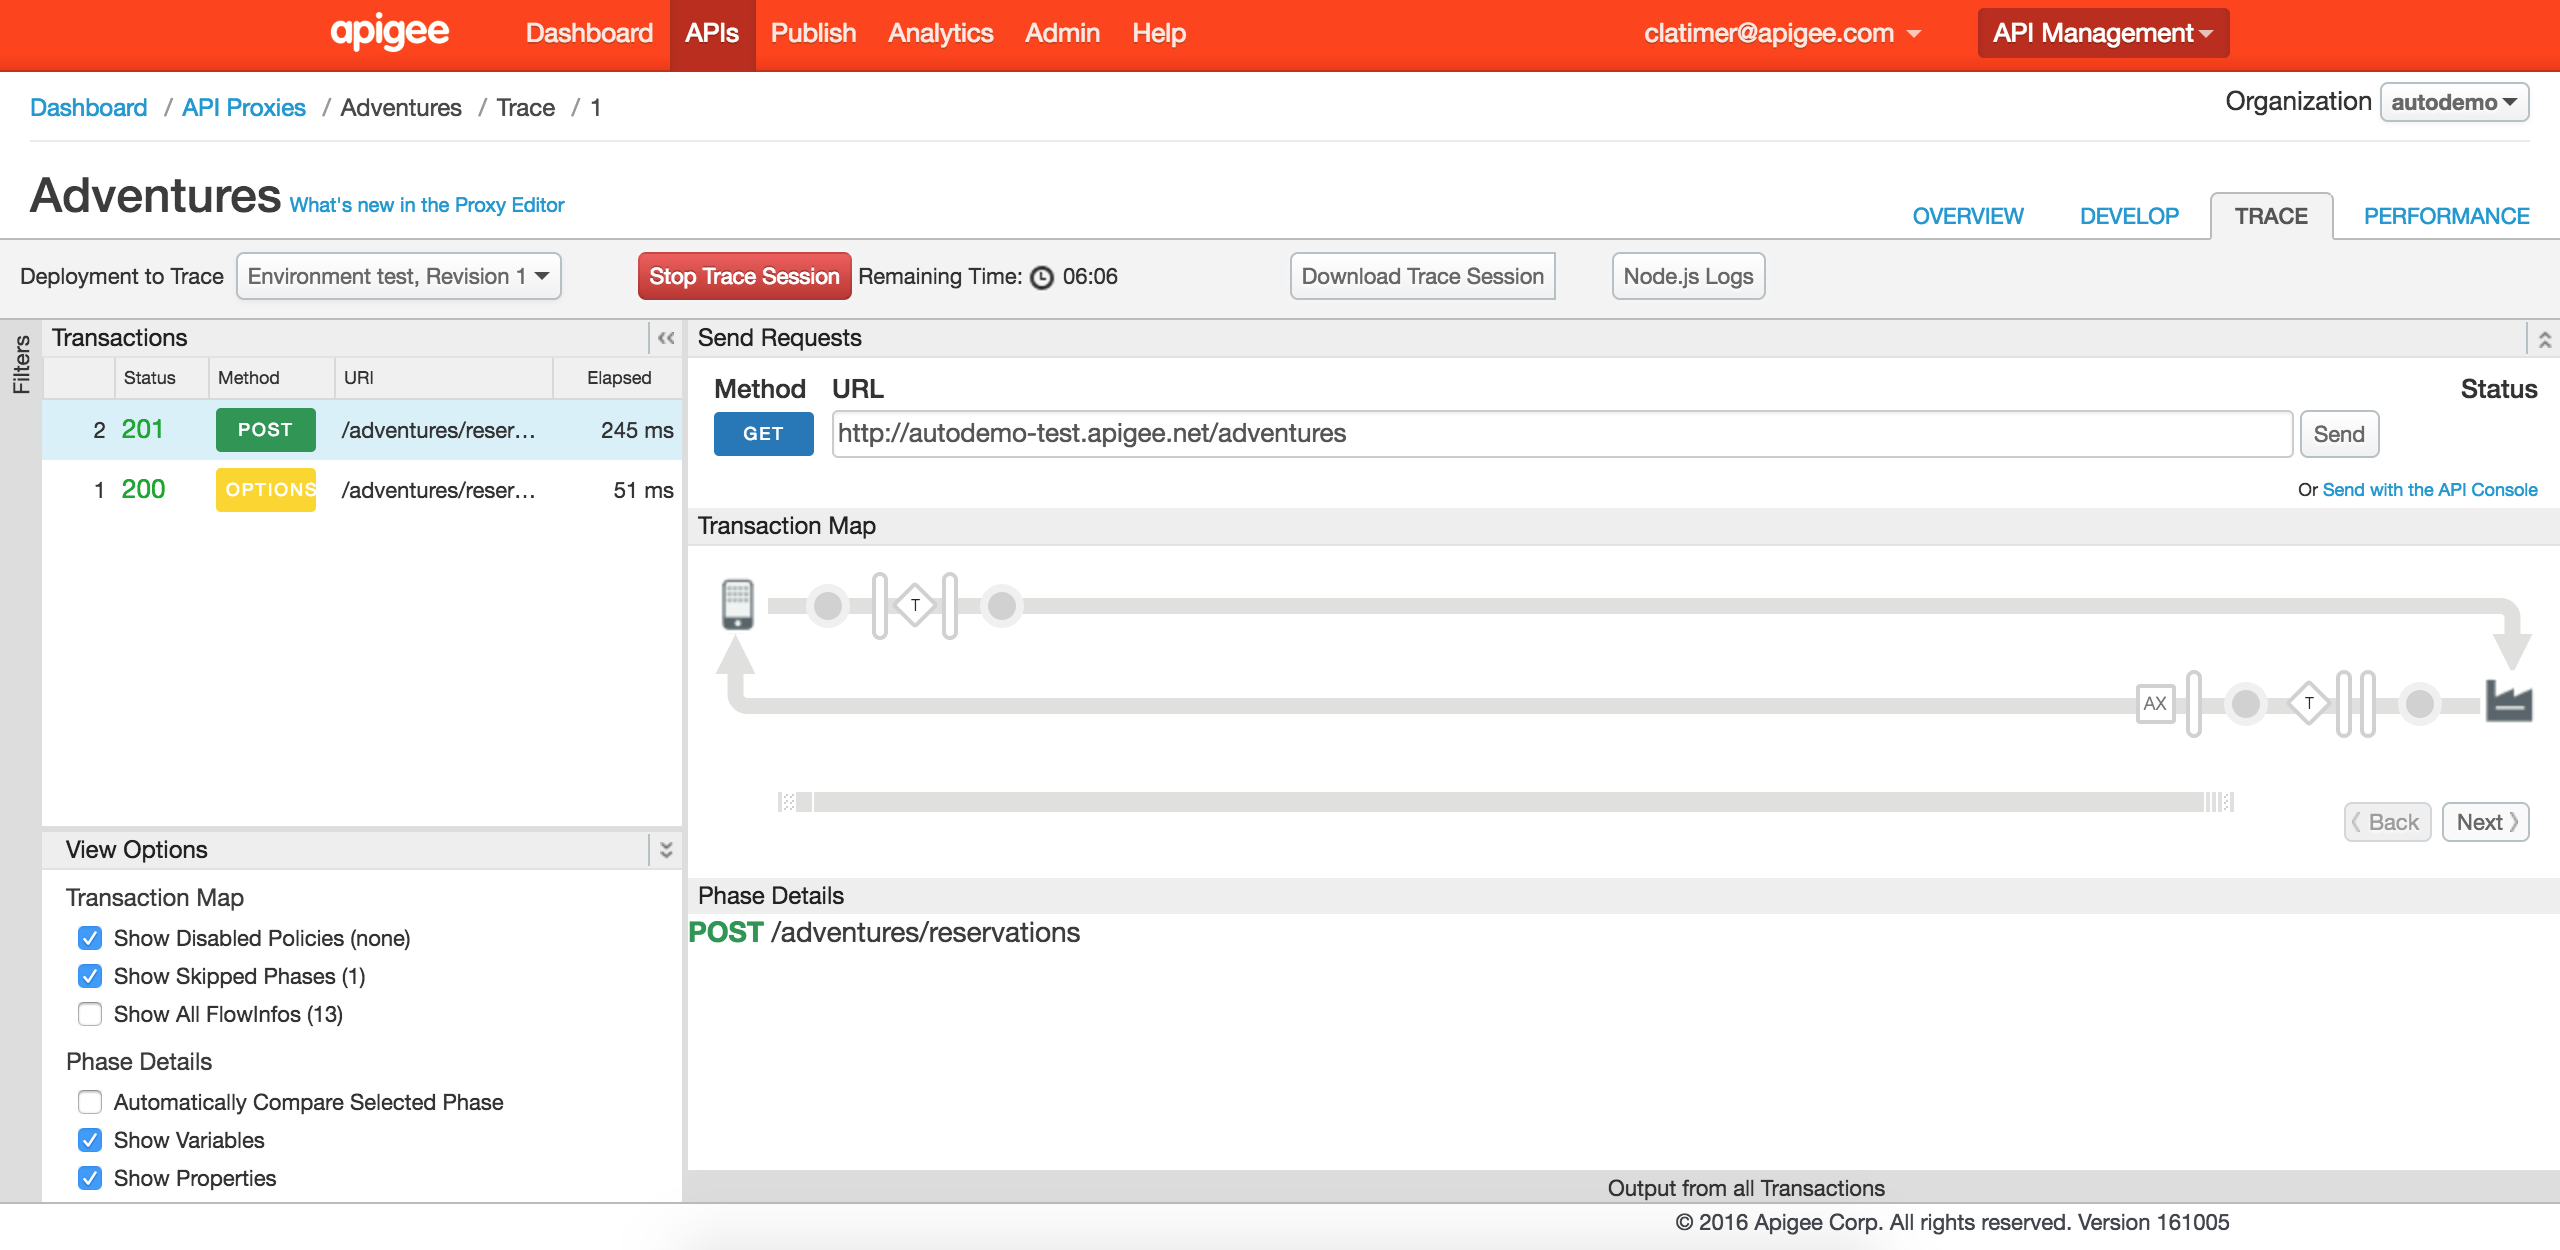 apigee Dashboard APIs Publish Analytics Admin Help clatimer@apigee.com API Management
Dashboard / API Proxies / Adventures / Trace / 1
Organization autodemo
Adventures What's new in the Proxy Editor
OVERVIEW DEVELOP TRACE PERFORMANCE
Deployment to Trace Environment test, Revision 1 Stop Trace Session Remaining Time: 06:06 Download Trace Session Node.js Logs
Filters
Transactions
Status Method URI Elapsed
2 201 POST /adventures/reser... 245 ms
1 200 OPTIONS /adventures/reser... 51 ms
View Options
Transaction Map
Show Disabled Policies (none)
Show Skipped Phases (1)
Show All FlowInfos (13)
Phase Details
Automatically Compare Selected Phase
Show Variables
Show Properties
Send Requests
Method URL Status
GET http://autodemo-test.apigee.net/adventures Send
Or Send with the API Console
Transaction Map
T
AX T
Back Next
Phase Details
POST /adventures/reservations
Output from all Transactions
© 2016 Apigee Corp. All rights reserved. Version 161005